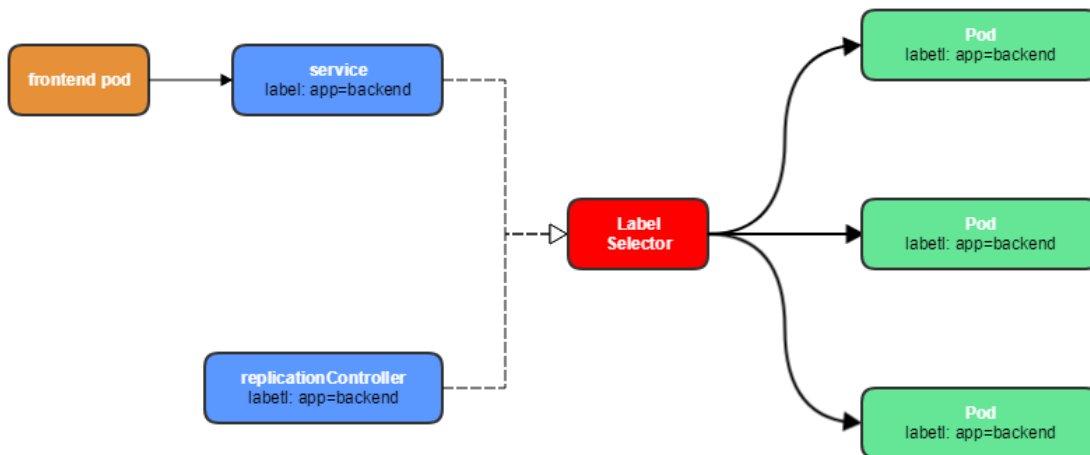 frontend pod
service
label: app=backend
replicationController
labetl: app=backend
Label
Selector
Pod
labetl: app=backend
Pod
labetl: app=backend
Pod
labetl: app=backend